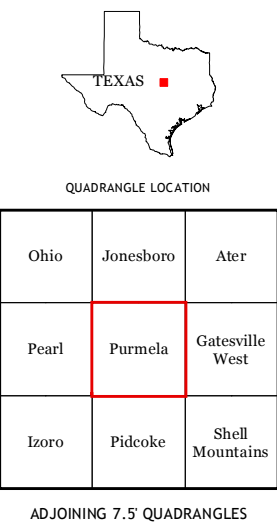 TEXAS
QUADRANGLE LOCATION
Ohio
Jonesboro
Ater
Pearl
Purmela
Gatesville
West
Izoro
Pidcoke
Shell
Mountains
ADJOINING 7.5' QUADRANGLES